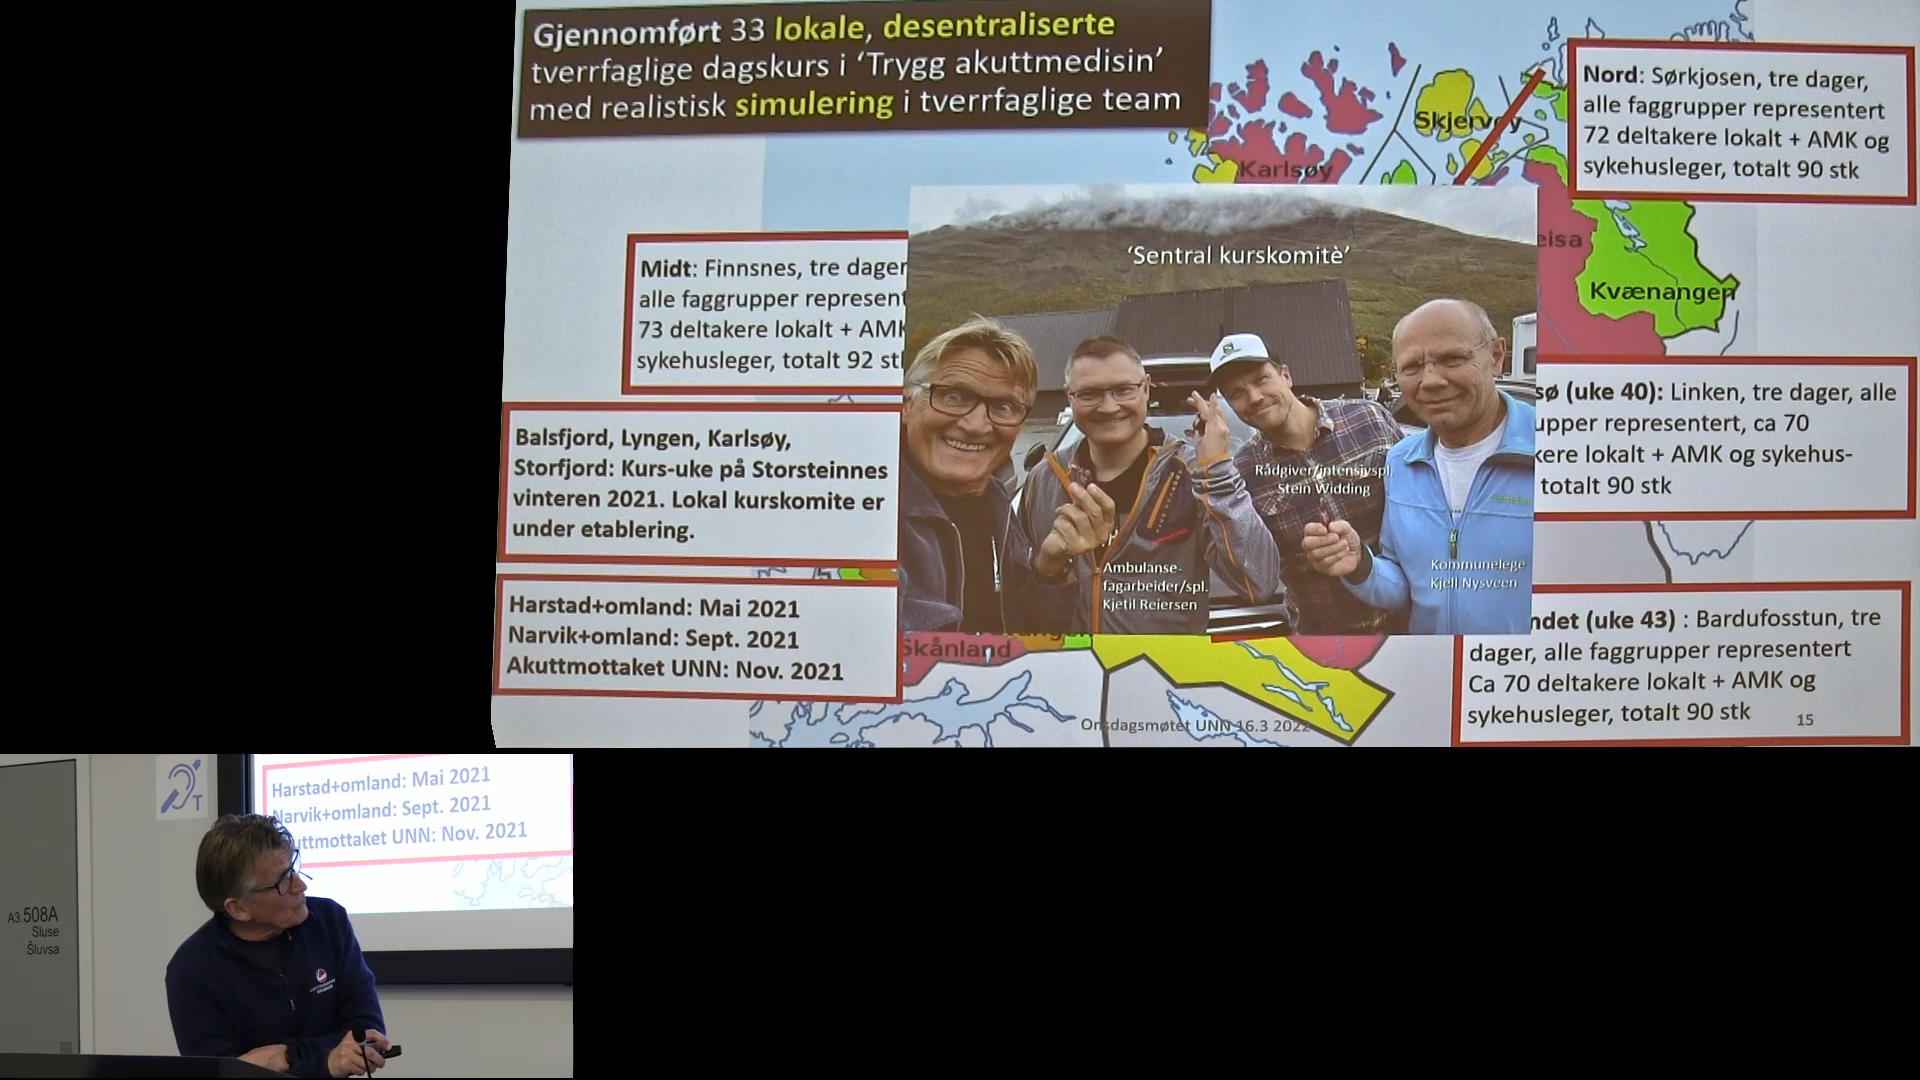 Gjennomført 33 lokale, desentraliserte
tverrfaglige dagskurs i ‘Trygg akuttmedisin’
med realistisk simulering i tverrfaglige team
Nord: Sørkjosen, tre dager,
alle faggrupper representert
72 deltakere lokalt + AMK og
sykehusleger, totalt 90 stk
Skjervøy
Karlsøy
eisa
Kvænangen
Midt: Finnsnes, tre dager
alle faggrupper represent
73 deltakere lokalt + AMK
sykehusleger, totalt 92 st
‘Sentral kurskomitè’
Rådgiver/intensivspl.
Stein Widding
Ambulanse-
fagarbeider/spl.
Kjetil Reiersen
Kommunelege
Kjell Nysveen
sø (uke 40): Linken, tre dager, alle
upper representert, ca 70
kere lokalt + AMK og sykehus-
totalt 90 stk
Balsfjord, Lyngen, Karlsøy,
Storfjord: Kurs-uke på Storsteinnes
vinteren 2021. Lokal kurskomite er
under etablering.
Harstad+omland: Mai 2021
Narvik+omland: Sept. 2021
Akuttmottaket UNN: Nov. 2021
Skånland
ndet (uke 43) : Bardufosstun, tre
dager, alle faggrupper representert
Ca 70 deltakere lokalt + AMK og
sykehusleger, totalt 90 stk
Onsdagsmøtet UNN 16.3 2022
15
T
Harstad+omland: Mai 2021
Narvik+omland: Sept. 2021
uttmottaket UNN: Nov. 2021
A3.508A
Sluse
Šluvsa